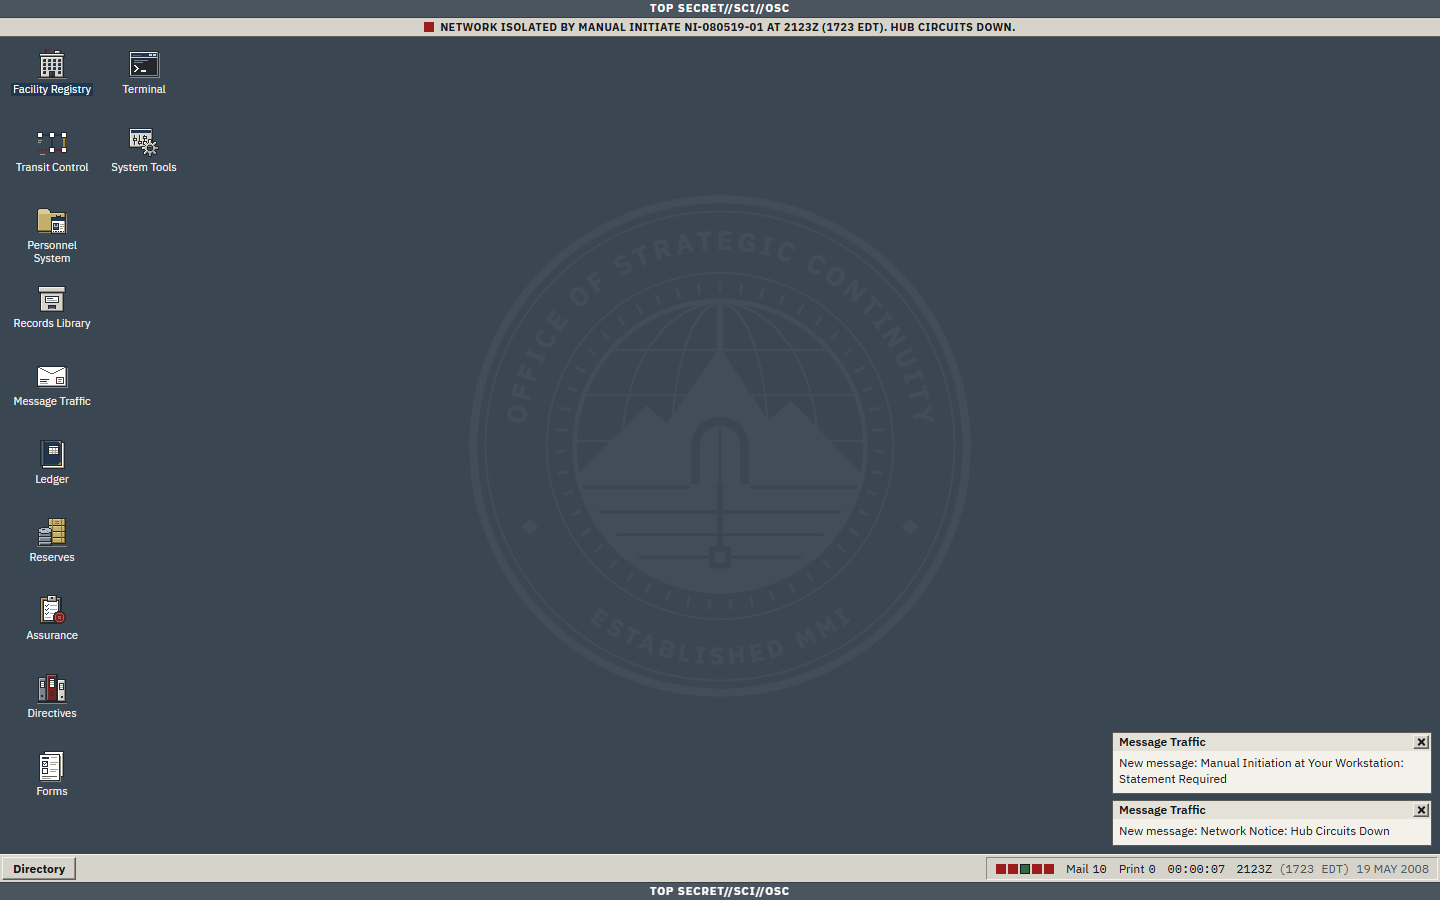 TOP SECRET//SCI//OSC
NETWORK ISOLATED BY MANUAL INITIATE NI-080519-01 AT 2123Z (1723 EDT). HUB CIRCUITS DOWN.
Facility Registry
Terminal
Transit Control
System Tools
Personnel
System
Records Library
Message Traffic
Ledger
Reserves
Assurance
Directives
Forms
OFFICE OF STRATEGIC CONTINUITY
ESTABLISHED MMI
Message Traffic
New message: Manual Initiation at Your Workstation:
Statement Required
Message Traffic
New message: Network Notice: Hub Circuits Down
Directory
Mail 10 Print 0 00:00:07 2123Z (1723 EDT) 19 MAY 2008
TOP SECRET//SCI//OSC